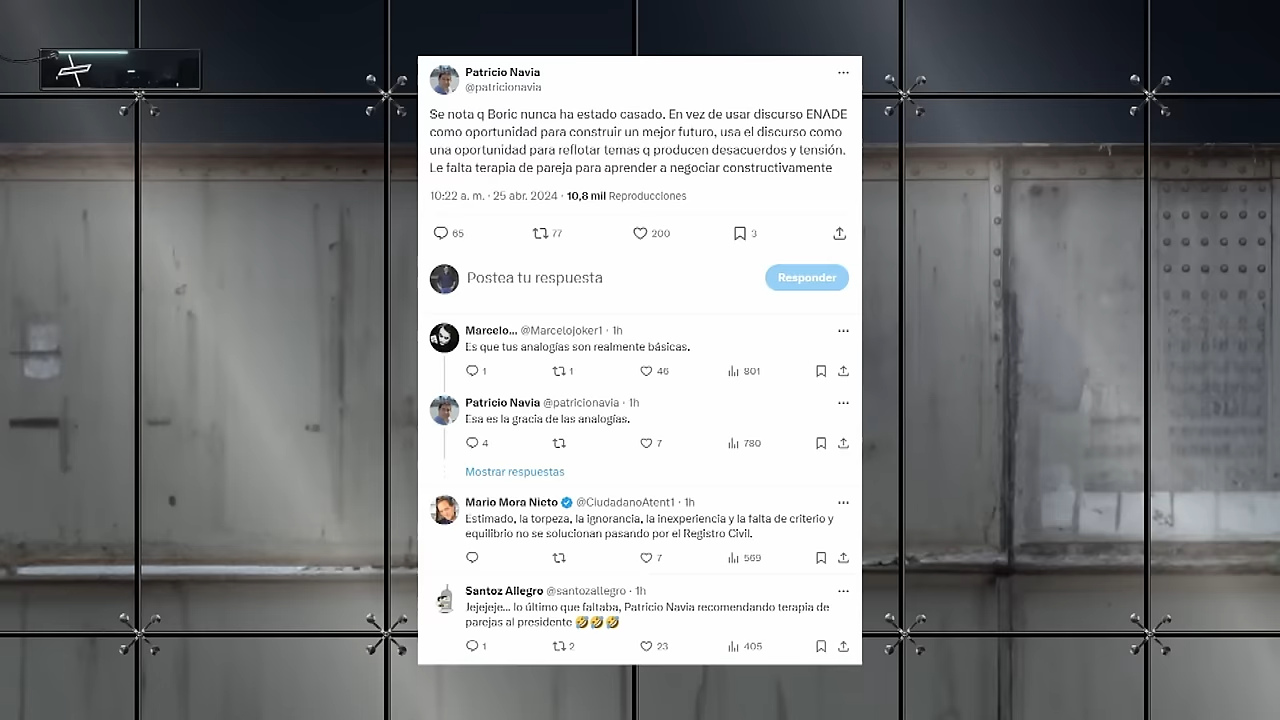 Patricio Navia
@patricionavia
Se nota q Boric nunca ha estado casado. En vez de usar discurso ENADE
como oportunidad para construir un mejor futuro, usa el discurso como
una oportunidad para reflotar temas q producen desacuerdos y tensión.
Le falta terapia de pareja para aprender a negociar constructivamente
10:22 a. m. · 25 abr. 2024 · 10,8 mil Reproducciones
65 77 200 3
Postea tu respuesta
Responder
Marcelo... @Marcelojoker1 · 1h
Es que tus analogías son realmente básicas.
1 1 46 801
Patricio Navia @patricionavia · 1h
Esa es la gracia de las analogías.
4 7 780
Mostrar respuestas
Mario Mora Nieto @CiudadanoAtent1 · 1h
Estimado, la torpeza, la ignorancia, la inexperiencia y la falta de criterio y
equilibrio no se solucionan pasando por el Registro Civil.
7 569
Santoz Allegro @santozallegro · 1h
Jejejeje... lo último que faltaba, Patricio Navia recomendando terapia de
parejas al presidente 🤣🤣🤣
1 2 23 405